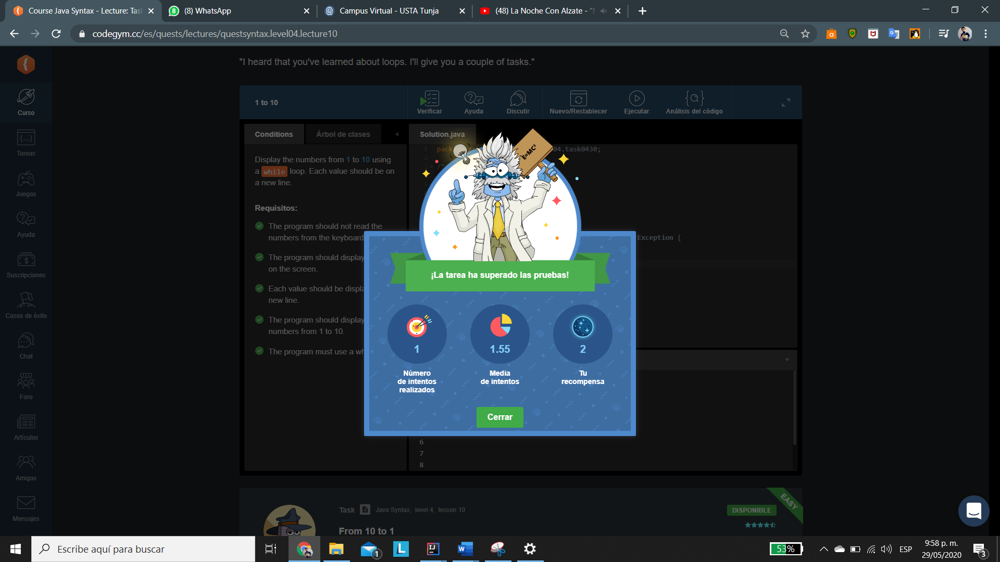 Course Java Syntax - Lecture: Tas
(8) WhatsApp
Campus Virtual - USTA Tunja
(48) La Noche Con Alzate - "
codegym.cc/es/quests/lectures/questsyntax.level04.lecture10
"I heard that you've learned about loops. I'll give you a couple of tasks."
Curso
Tareas
Juegos
Ayuda
Suscripciones
Casos de éxito
Chat
Foro
Artículos
Amigos
Mensajes
1 to 10
Verificar
Ayuda
Discutir
Nuevo/Restablecer
Ejecutar
Análisis del código
Conditions
Árbol de clases
Solution.java
Display the numbers from 1 to 10 using
a while loop. Each value should be on
a new line.
Requisitos:
The program should not read the
numbers from the keyboard
The program should display
on the screen.
Each value should be displa
new line.
The program should display
numbers from 1 to 10.
The program must use a wh
1 pack
04.task0430;
2
/*
Exception {
E=MC²
¡La tarea ha superado las pruebas!
1
Número
de intentos
realizados
1.55
Media
de intentos
2
Tu
recompensa
Cerrar
6
7
8
Task Java Syntax, level 4, lesson 10
DISPONIBLE
EASY
From 10 to 1
Escribe aquí para buscar
1
53%
ESP
9:58 p. m.
29/05/2020
3